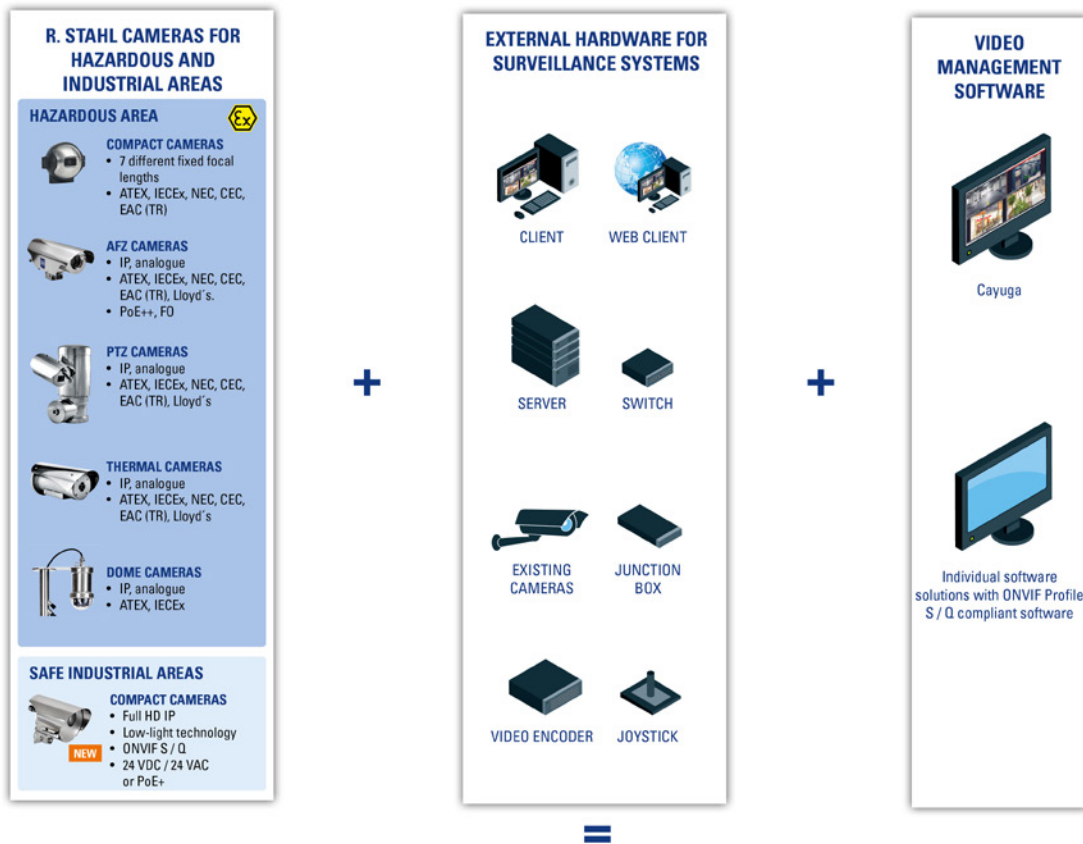 R. STAHL CAMERAS FOR
HAZARDOUS AND
INDUSTRIAL AREAS
HAZARDOUS AREA
Ex
COMPACT CAMERAS
• 7 different fixed focal
lengths
• ATEX, IECEx, NEC, CEC,
EAC (TR)
AFZ CAMERAS
• IP, analogue
• ATEX, IECEx, NEC, CEC,
EAC (TR), Lloyd´s.
• PoE++, FO
PTZ CAMERAS
• IP, analogue
• ATEX, IECEx, NEC, CEC,
EAC (TR), Lloyd´s
THERMAL CAMERAS
• IP, analogue
• ATEX, IECEx, NEC, CEC,
EAC (TR), Lloyd´s
DOME CAMERAS
• IP, analogue
• ATEX, IECEx
SAFE INDUSTRIAL AREAS
COMPACT CAMERAS
• Full HD IP
• Low-light technology
• ONVIF S / Q
• 24 VDC / 24 VAC
or PoE+
NEW
+
EXTERNAL HARDWARE FOR
SURVEILLANCE SYSTEMS
CLIENT
WEB CLIENT
SERVER
SWITCH
EXISTING
CAMERAS
JUNCTION
BOX
VIDEO ENCODER
JOYSTICK
+
VIDEO
MANAGEMENT
SOFTWARE
Cayuga
Individual software
solutions with ONVIF Profile
S / Q compliant software
=